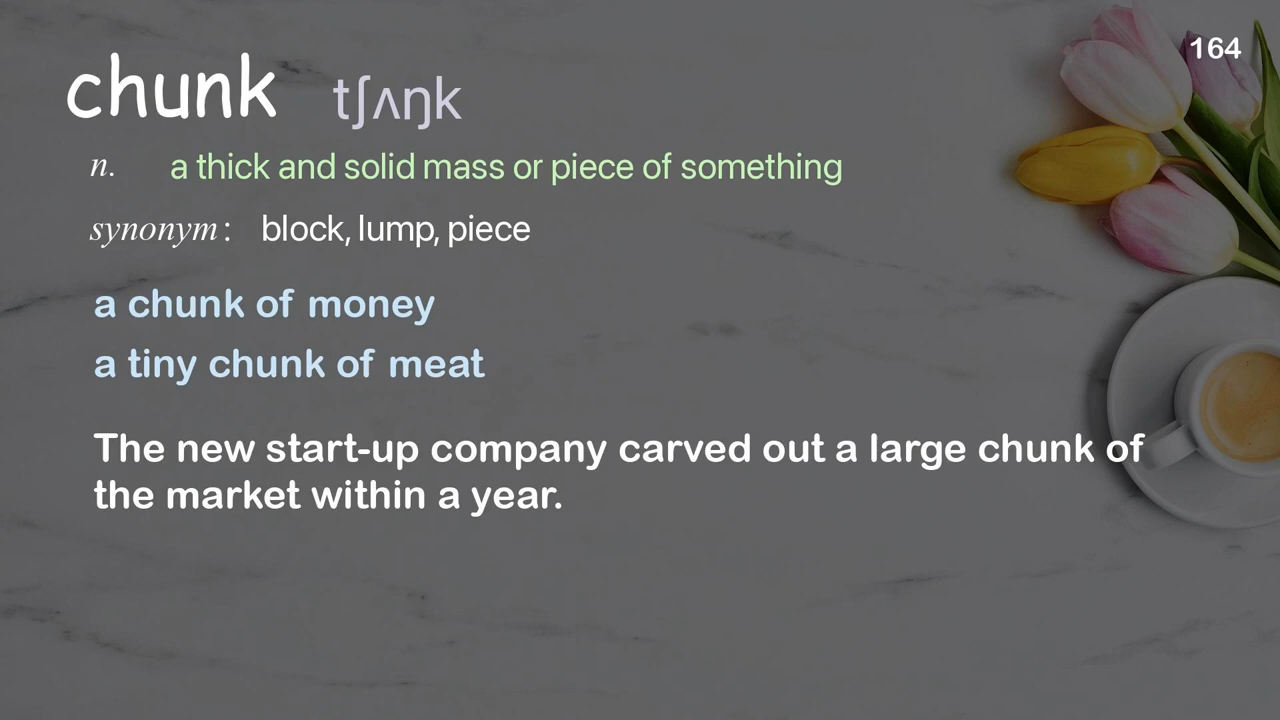 164
chunk tʃʌŋk
n. a thick and solid mass or piece of something
synonym: block, lump, piece
a chunk of money
a tiny chunk of meat
The new start-up company carved out a large chunk of
the market within a year.